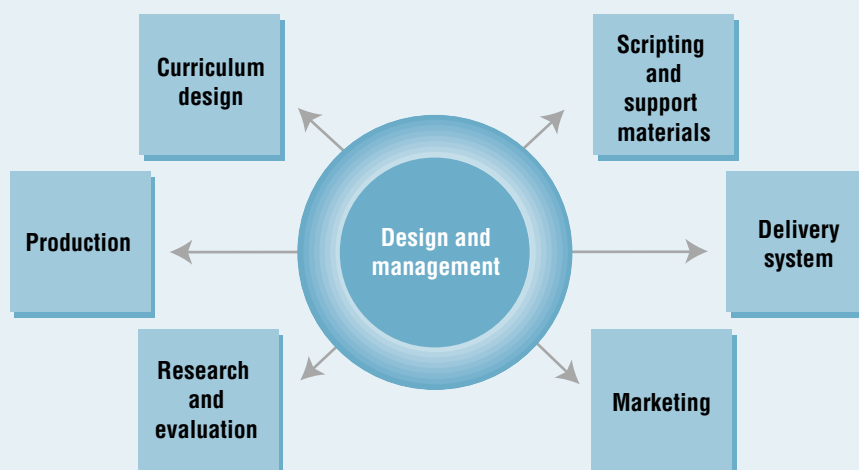 Curriculum
design
Scripting
and
support
materials
Production
Design and
management
Delivery
system
Research
and
evaluation
Marketing